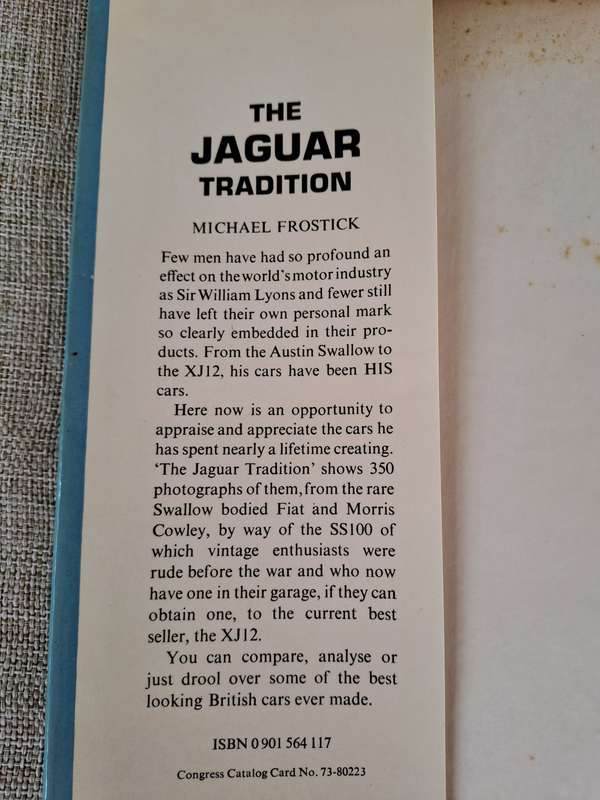 THE
JAGUAR
TRADITION
MICHAEL FROSTICK
Few men have had so profound an
effect on the world's motor industry
as Sir William Lyons and fewer still
have left their own personal mark
so clearly embedded in their pro-
ducts. From the Austin Swallow to
the XJ12, his cars have been HIS
cars.
Here now is an opportunity to
appraise and appreciate the cars he
has spent nearly a lifetime creating.
'The Jaguar Tradition' shows 350
photographs of them, from the rare
Swallow bodied Fiat and Morris
Cowley, by way of the SS100 of
which vintage enthusiasts were
rude before the war and who now
have one in their garage, if they can
obtain one, to the current best
seller, the XJ12.
You can compare, analyse or
just drool over some of the best
looking British cars ever made.
ISBN 0 901 564 117
Congress Catalog Card No. 73-80223